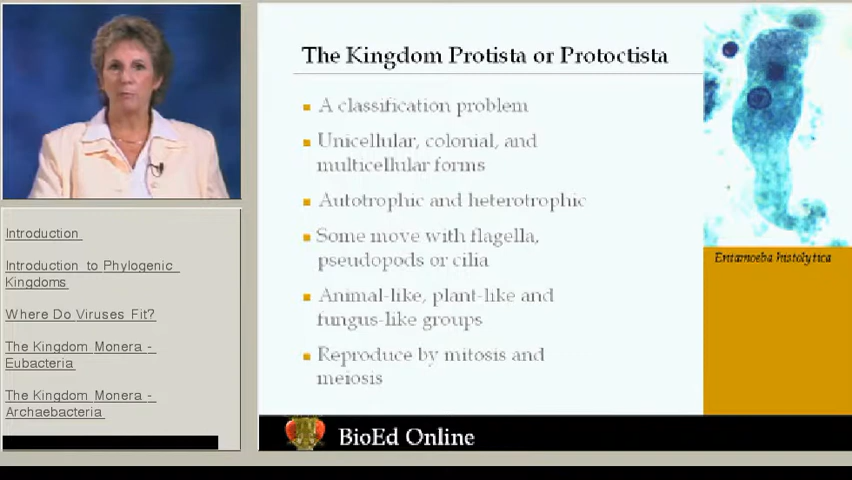 The Kingdom Protista or Protoctista
A classification problem
Unicellular, colonial, and
multicellular forms
Autotrophic and heterotrophic
Some move with flagella,
pseudopods or cilia
Animal-like, plant-like and
fungus-like groups
Reproduce by mitosis and
meiosis
Entamoeba histolytica
Introduction
Introduction to Phylogenic
Kingdoms
Where Do Viruses Fit?
The Kingdom Monera -
Eubacteria
The Kingdom Monera -
Archaebacteria
BioEd Online